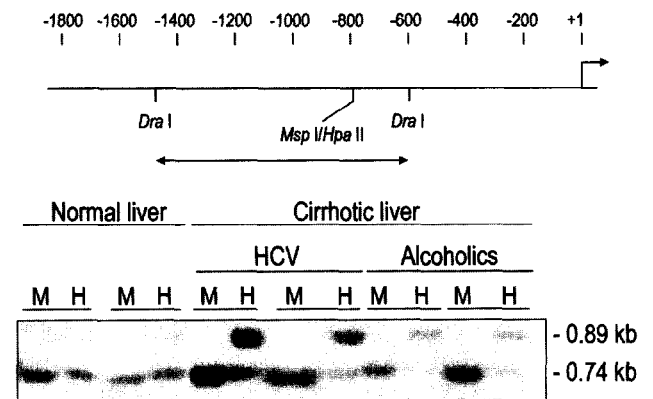 -1800 -1600 -1400 -1200 -1000 -800 -600 -400 -200 +1
Dra I Msp I/Hpa II Dra I
Normal liver Cirrhotic liver
HCV Alcoholics
M H M H M H M H M H M H
- 0.89 kb
- 0.74 kb